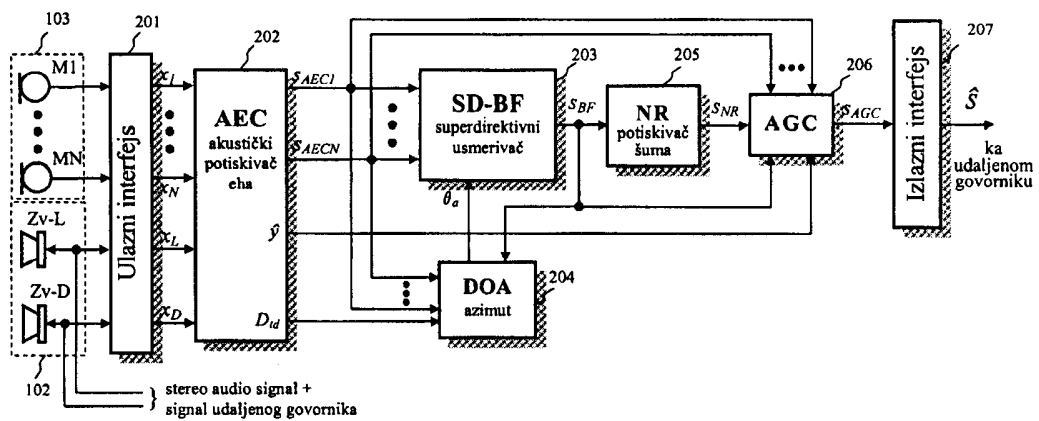 103
M1
MN
Zv-L
Zv-D
102
201
Ulazni interfejs
x1
xN
xL
xD
202
AEC
akustički
potiskivač
eha
ŷ
Dtd
sAEC1
sAECN
203
SD-BF
superdirektivni
usmerivač
θa
sBF
205
NR
potiskivač
šuma
sNR
206
AGC
sAGC
207
Izlazni interfejs
Ŝ
ka
udaljenom
govorniku
DOA
azimut
204
stereo audio signal +
signal udaljenog govornika